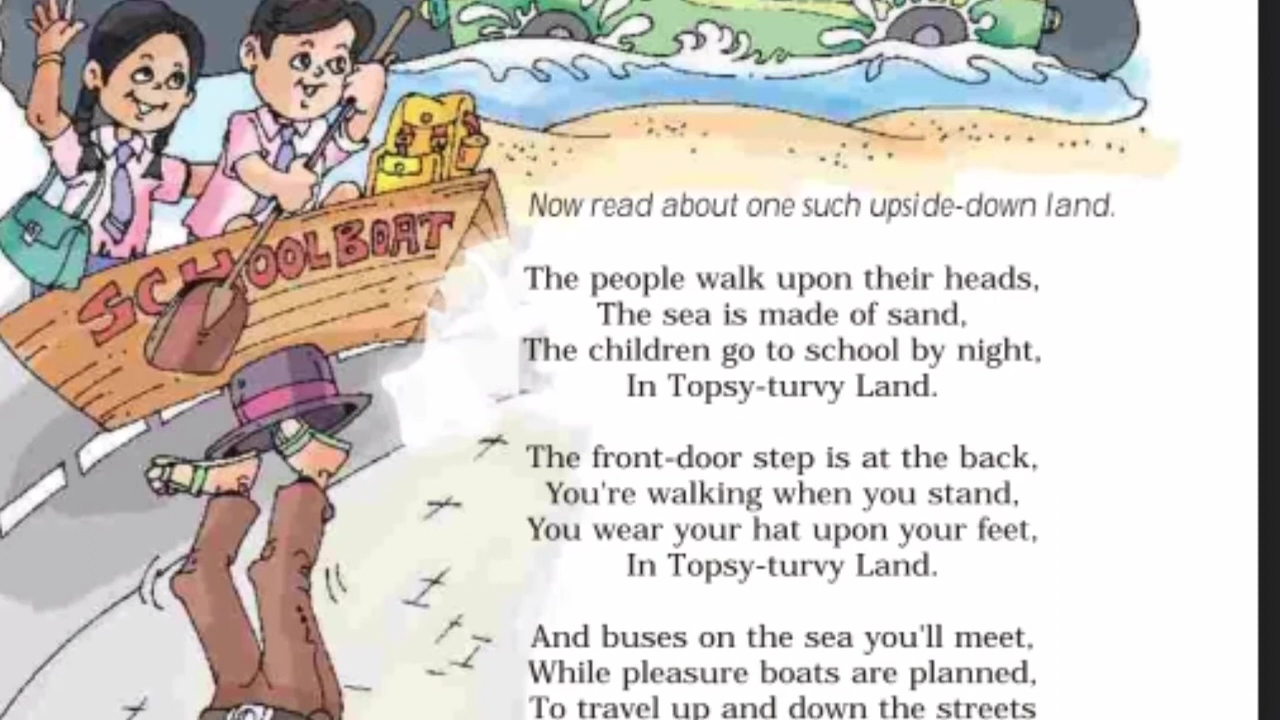 SCHOOL BOAT
Now read about one such upside-down land.
The people walk upon their heads,
The sea is made of sand,
The children go to school by night,
In Topsy-turvy Land.
The front-door step is at the back,
You're walking when you stand,
You wear your hat upon your feet,
In Topsy-turvy Land.
And buses on the sea you'll meet,
While pleasure boats are planned,
To travel up and down the streets